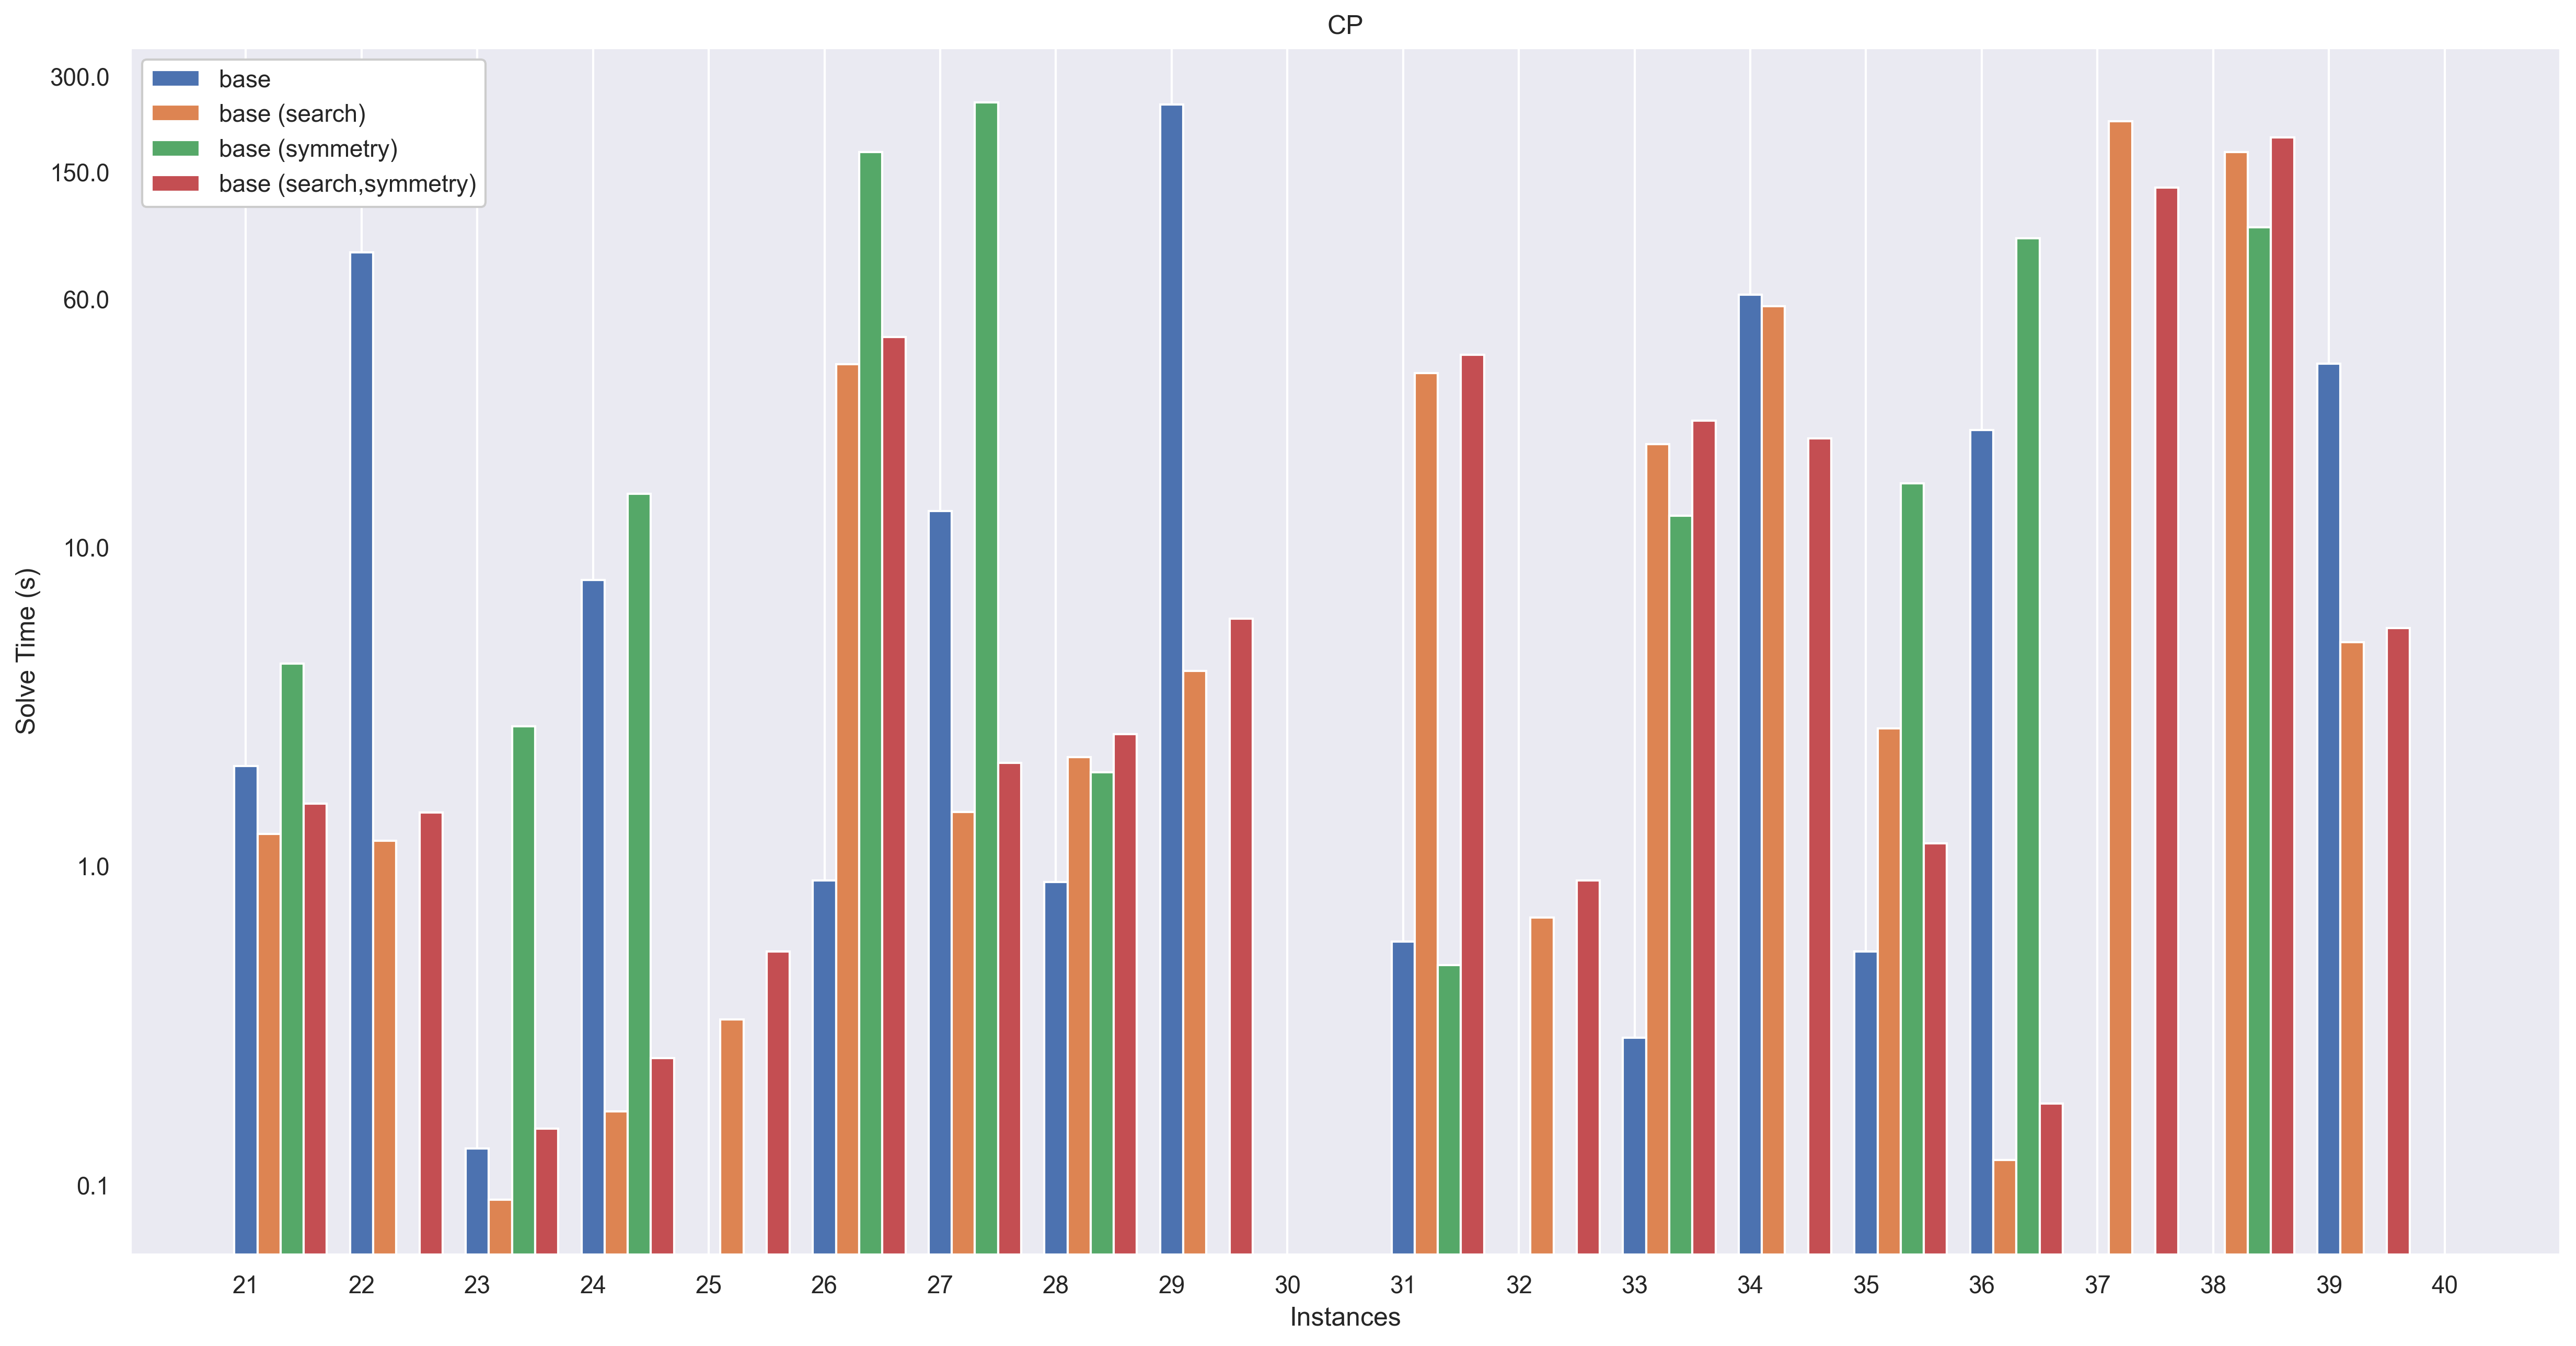 CP
300.0
150.0
60.0
10.0
1.0
0.1
Solve Time (s)
base
base (search)
base (symmetry)
base (search,symmetry)
21 22 23 24 25 26 27 28 29 30 31 32 33 34 35 36 37 38 39 40
Instances